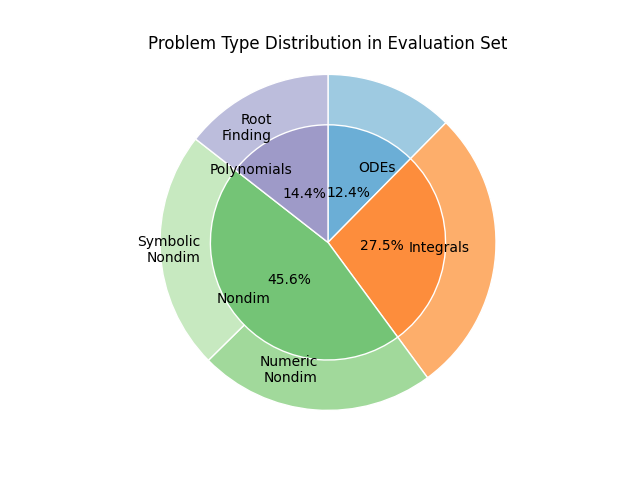 Problem Type Distribution in Evaluation Set
Root
Finding
Polynomials
ODEs
14.4%
12.4%
Symbolic
Nondim
27.5%
Integrals
45.6%
Nondim
Numeric
Nondim